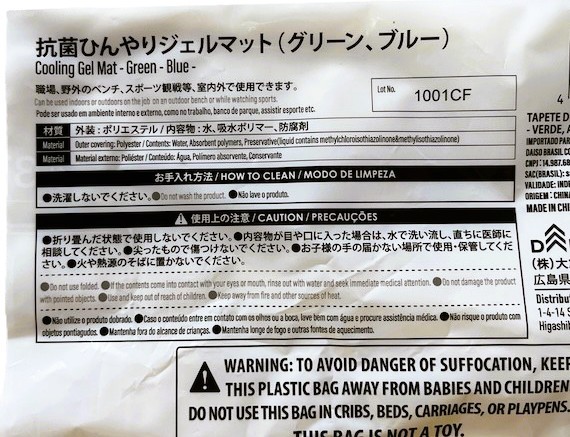 抗菌ひんやりジェルマット（グリーン、ブルー）
Cooling Gel Mat - Green - Blue -
職場、野外のベンチ、スポーツ観戦等、室内外で使用できます。
Can be used indoors or outdoors on the job on an outdoor bench or while watching sports.
Pode ser usado em ambiente interno e externo, como no trabalho, banco de parque, assistir esporte etc.
Lot No. 1001CF
材質 外装：ポリエステル / 内容物：水、吸水ポリマー、防腐剤
Material Outer covering: Polyester / Contents: Water, Absorbent polymers, Preservative(liquid contains methylchloroisothiazolinone&methylisothiazolinone)
Material Material externo: Poliéster / Conteúdo: Água, Polímero absorvente, Conservante
お手入れ方法 / HOW TO CLEAN / MODO DE LIMPEZA
●洗濯しないでください。●Do not wash the product. ●Não lave o produto.
使用上の注意 / CAUTION / PRECAUÇÕES
●折り畳んだ状態で使用しないでください。●内容物が目や口に入った場合は、水で洗い流し、直ちに医師に
相談してください。●尖ったもので傷つけないでください。●お子様の手の届かない場所で使用・保管してくだ
さい。●火や熱源のそばに置かないでください。
●Do not use folded. ●If the contents come into contact with your eyes or mouth, rinse out with water and seek immediate medical attention. ●Do not damage the product
with pointed objects. ●Use and keep out of reach of children. ●Keep away from fire and other sources of heat.
●Não utilize o produto dobrado. ●Caso o conteúdo entre em contato com os olhos ou a boca, lave bem com água e procure assistência médica. ●Não risque o produto com
objetos pontiagudos. ●Mantenha fora do alcance de crianças. ●Mantenha longe de fogo e outras fontes de aquecimento.
WARNING: TO AVOID DANGER OF SUFFOCATION, KEEP
THIS PLASTIC BAG AWAY FROM BABIES AND CHILDREN
DO NOT USE THIS BAG IN CRIBS, BEDS, CARRIAGES, OR PLAYPENS.
THIS BAG IS NOT A TOY.
4
TAPETE D
- VERDE, A
IMPORTADO PAR
DAISO BRASIL CO
CNPJ: 14.987.68
SAC(BRASIL): s
VALIDADE: INDE
ORIGEM: CHINA
MADE IN CHI
(株)大
広島県
Distribut
1-4-14 S
Higashih